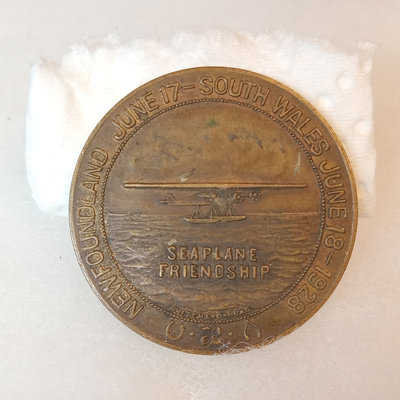 NEWFOUNDLAND JUNE 17 - SOUTH WALES JUNE 18 - 1928
SEAPLANE
FRIENDSHIP